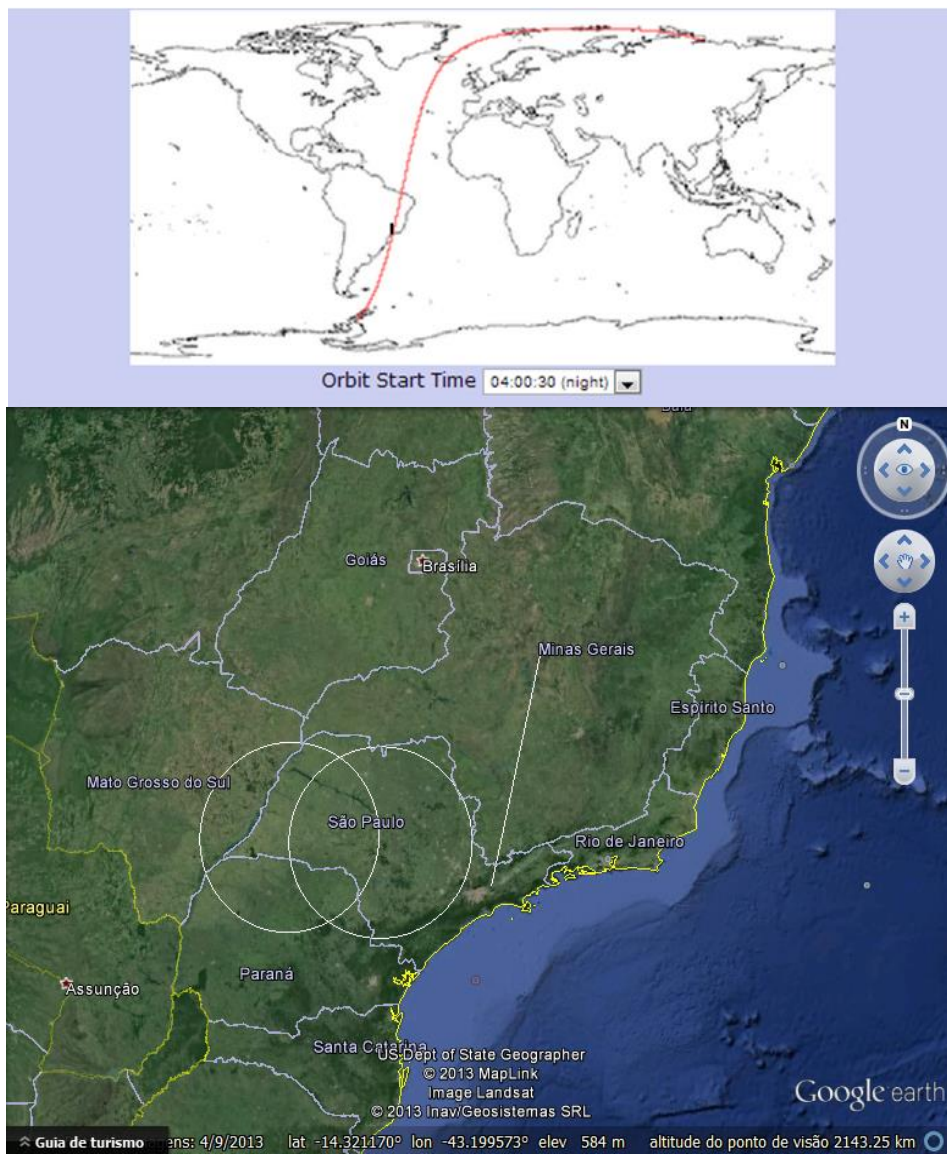 Orbit Start Time 04:00:30 (night)
N
Goiás
Brasília
Minas Gerais
Espírito Santo
Mato Grosso do Sul
São Paulo
Rio de Janeiro
Paraguai
Paraná
Assunção
Santa Catarina
US Dept of State Geographer
© 2013 MapLink
Image Landsat
© 2013 Inav/Geosistemas SRL
Google earth
Guia de turismo
ens: 4/9/2013 lat -14.321170° lon -43.199573° elev 584 m altitude do ponto de visão 2143.25 km